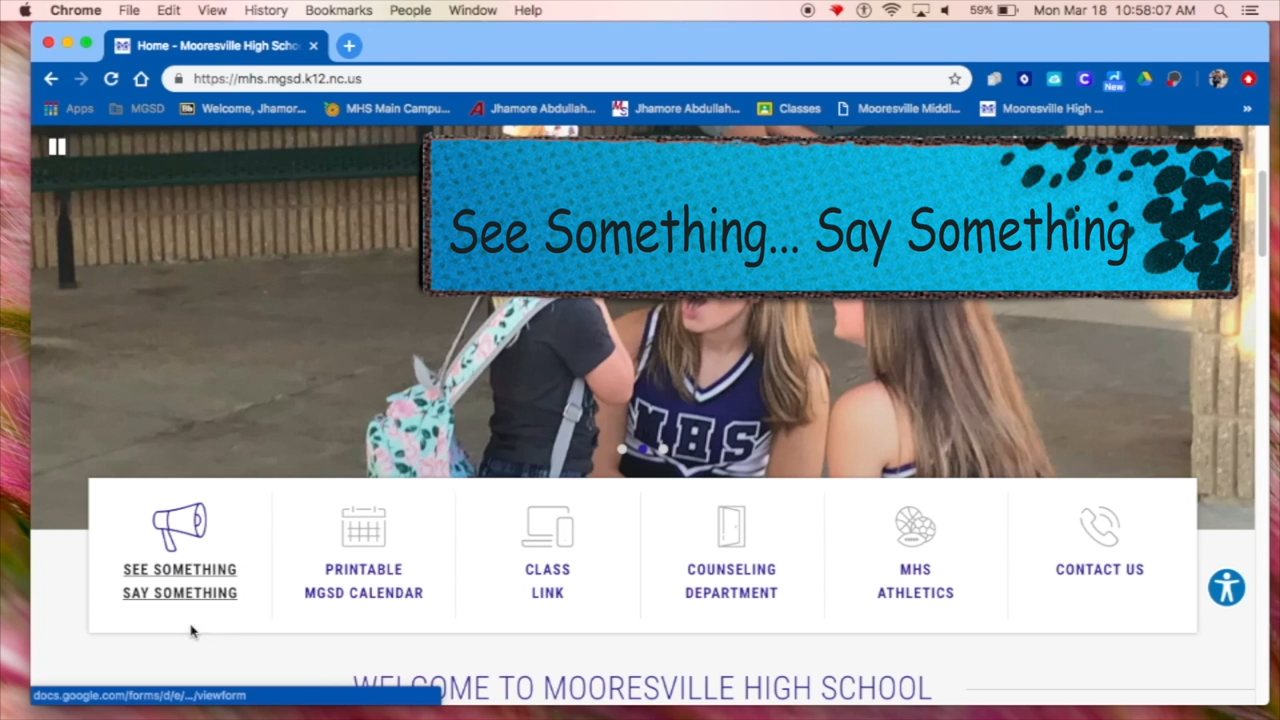 Chrome File Edit View History Bookmarks People Window Help 59% Mon Mar 18 10:58:07 AM
Home - Mooresville High Scho
https://mhs.mgsd.k12.nc.us
New
Apps MGSD Bb Welcome, Jhamor... MHS Main Campu... Jhamore Abdullah... Jhamore Abdullah... Classes Mooresville Middl... Mooresville High ...
See Something... Say Something
MHS
SEE SOMETHING
SAY SOMETHING
PRINTABLE
MGSD CALENDAR
CLASS
LINK
COUNSELING
DEPARTMENT
MHS
ATHLETICS
CONTACT US
WELCOME TO MOORESVILLE HIGH SCHOOL
docs.google.com/forms/d/e/.../viewform